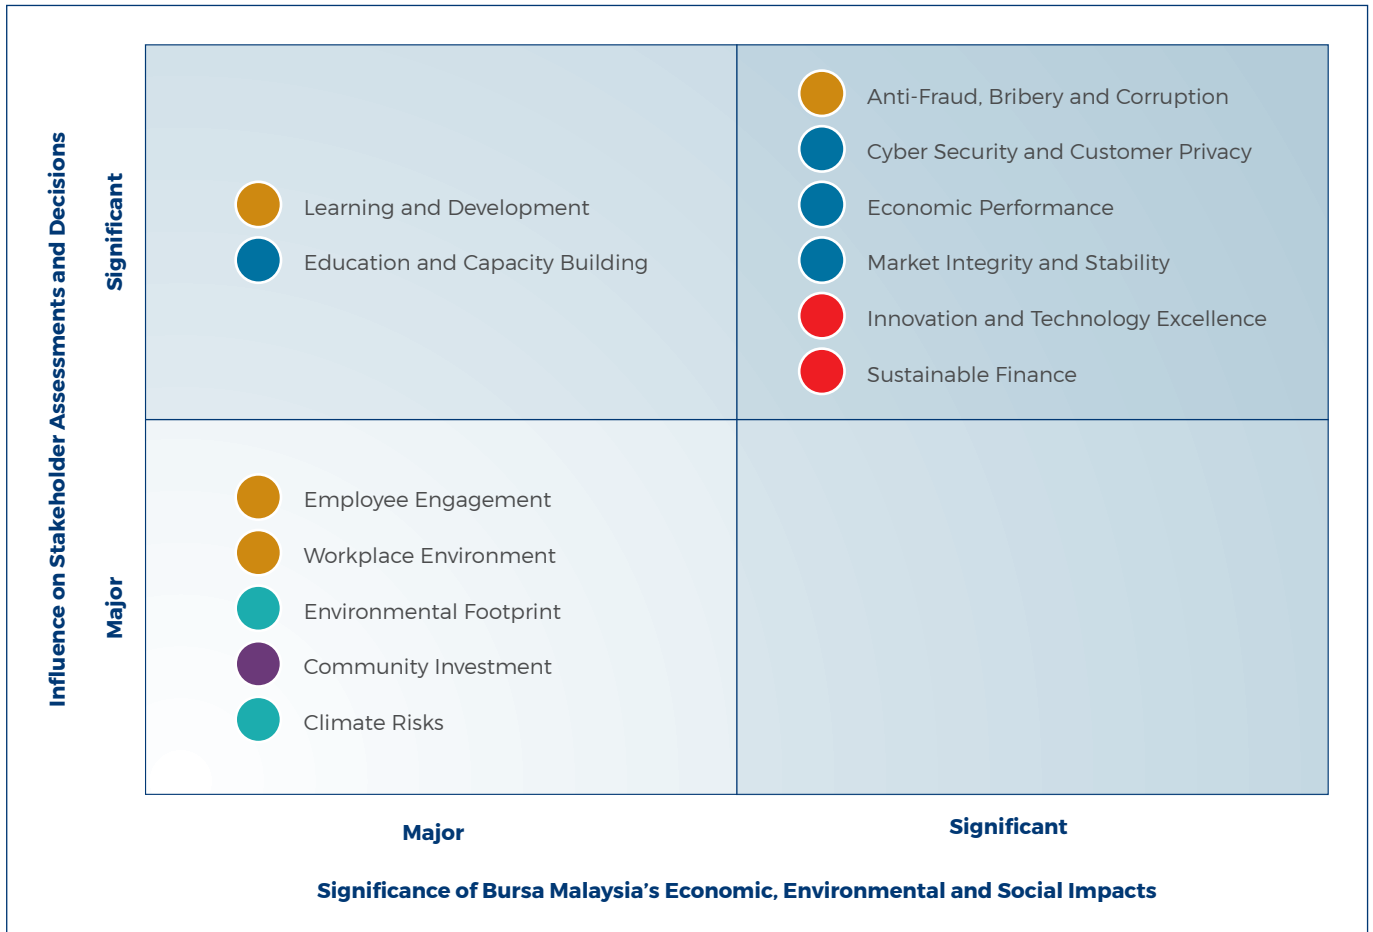 Influence on Stakeholder Assessments and Decisions
Significant
Major
Learning and Development
Education and Capacity Building
Anti-Fraud, Bribery and Corruption
Cyber Security and Customer Privacy
Economic Performance
Market Integrity and Stability
Innovation and Technology Excellence
Sustainable Finance
Employee Engagement
Workplace Environment
Environmental Footprint
Community Investment
Climate Risks
Major
Significant
Significance of Bursa Malaysia’s Economic, Environmental and Social Impacts